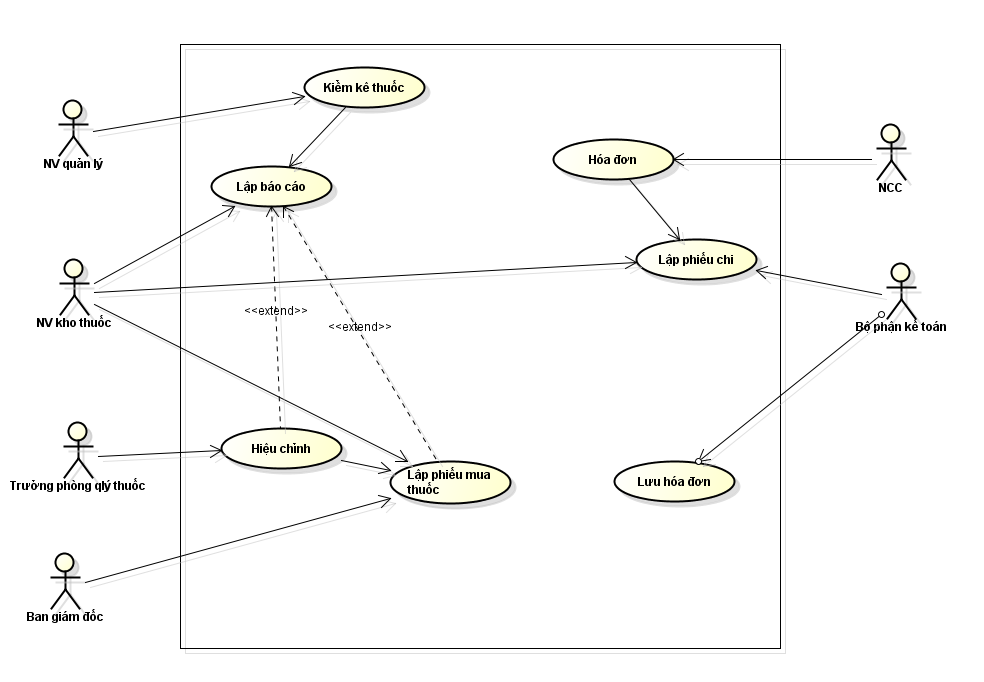 Kiểm kê thuốc
NV quản lý
Hóa đơn
Lập báo cáo
NCC
Lập phiếu chi
NV kho thuốc
<<extend>>
<<extend>>
Bộ phận kế toán
Hiệu chỉnh
Lập phiếu mua
thuốc
Lưu hóa đơn
Trưởng phòng qlý thuốc
Ban giám đốc